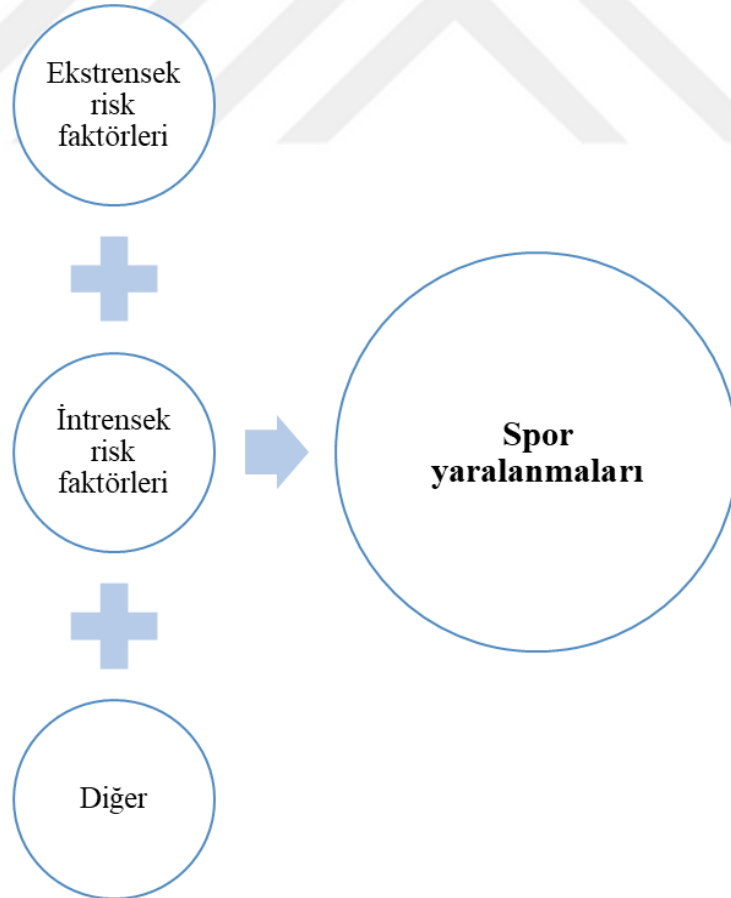 Ekstrensek
risk
faktörleri
İntrensek
risk
faktörleri
Diğer
Spor
yaralanmaları